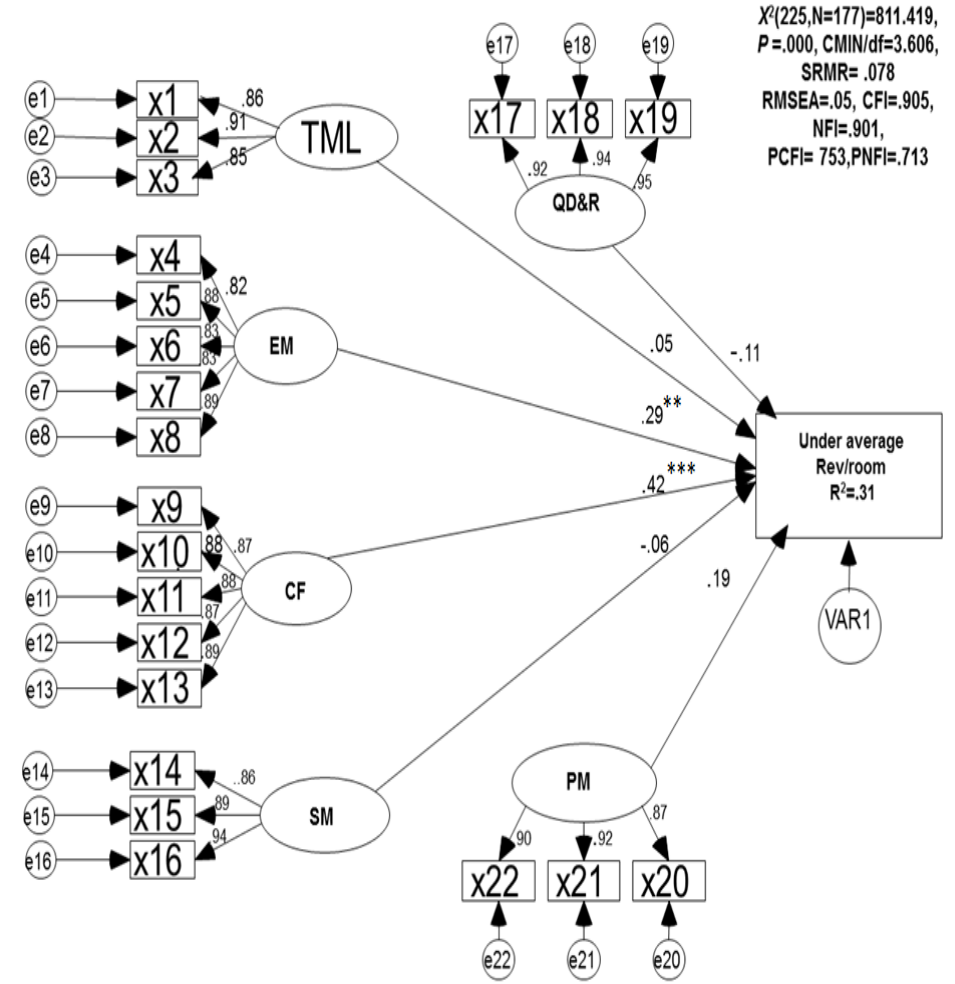 X²(225,N=177)=811.419,
P =.000, CMIN/df=3.606,
SRMR= .078
RMSEA=.05, CFI=.905,
NFI=.901,
PCFI= 753,PNFI=.713
e17
e18
e19
x17
x18
x19
.92
.94
.95
QD&R
e1
x1
.86
e2
x2
.91
e3
x3
.85
TML
e4
x4
.82
e5
x5
.88
e6
x6
.83
e7
x7
.83
e8
x8
.89
EM
.05
-.11
.29**
.42***
-.06
.19
Under average
Rev/room
R²=.31
VAR1
e9
x9
.87
e10
x10
.88
e11
x11
.88
e12
x12
.87
e13
x13
.89
CF
e14
x14
..86
e15
x15
.89
e16
x16
.94
SM
PM
.90
.92
.87
x22
x21
x20
e22
e21
e20